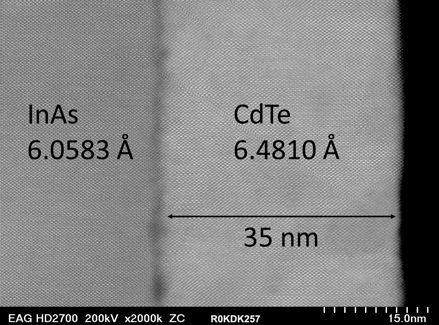 InAs
6.0583 Å
CdTe
6.4810 Å
35 nm
EAG HD2700 200kV x2000k ZC R0KDK257 15.0nm